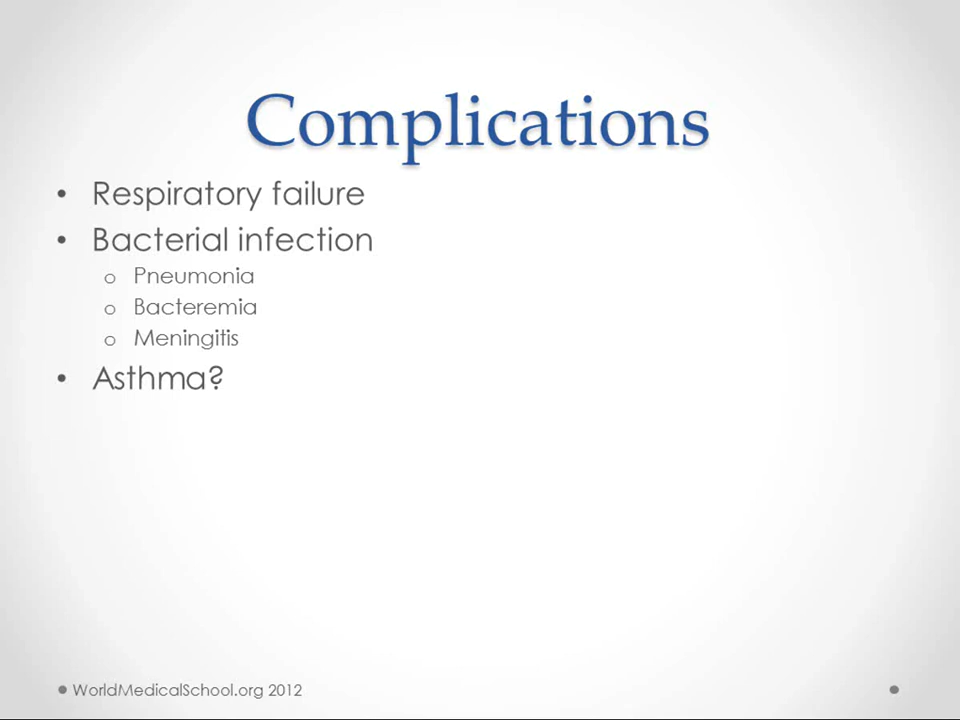 Complications
• Respiratory failure
• Bacterial infection
o Pneumonia
o Bacteremia
o Meningitis
• Asthma?
WorldMedicalSchool.org 2012